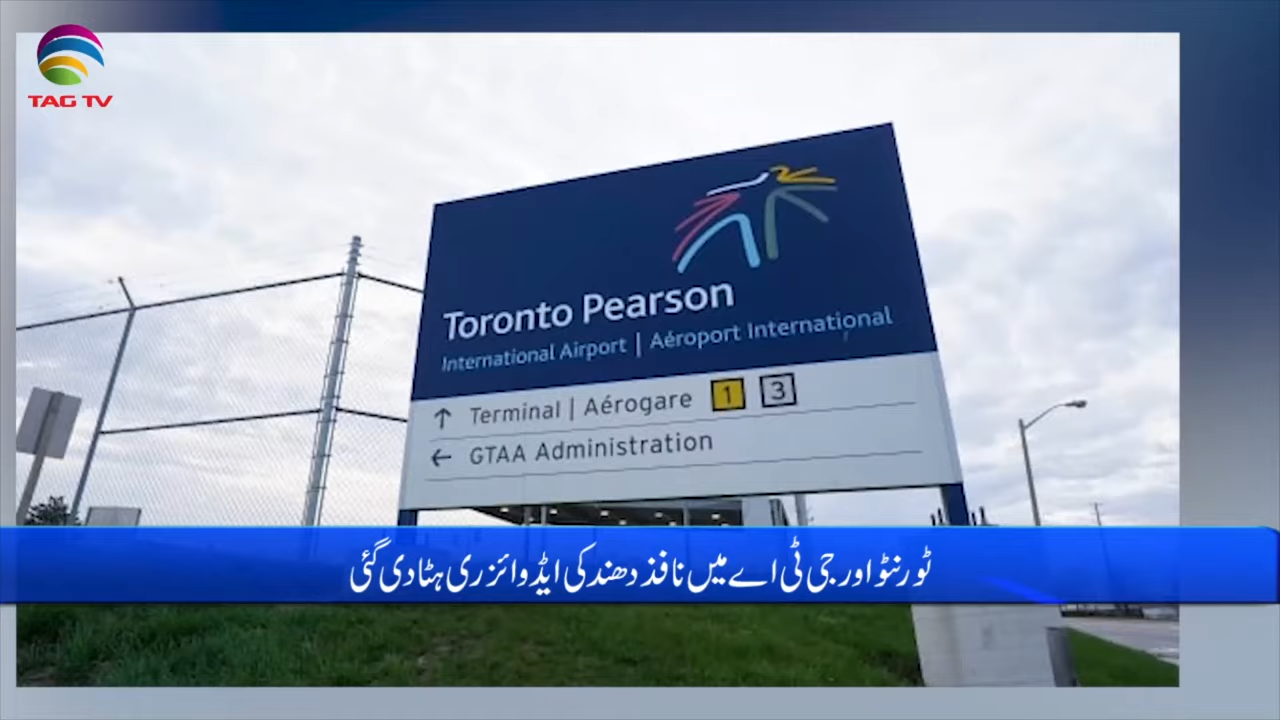 TAG TV
Toronto Pearson
International Airport | Aéroport International
↑ Terminal | Aérogare 1 3
← GTAA Administration
ٹورنٹو اور جی ٹی اے میں نافذ دھند کی ایڈوائزری ہٹا دی گئی